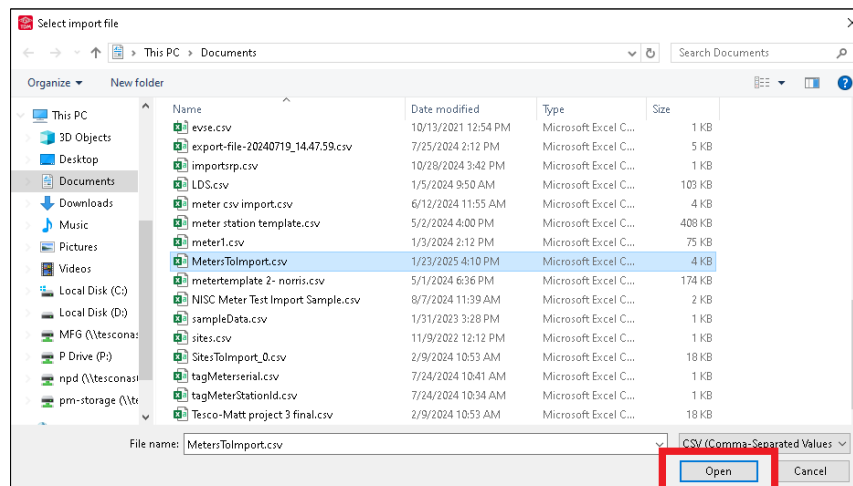 Select import file
This PC > Documents
Search Documents
Organize
New folder
This PC
3D Objects
Desktop
Documents
Downloads
Music
Pictures
Videos
Local Disk (C:)
Local Disk (D:)
MFG (\\tesconas
P Drive (P:)
npd (\\tesconas
pm-storage (\\te
Name Date modified Type Size
evse.csv 10/13/2021 12:54 PM Microsoft Excel C... 1 KB
export-file-20240719_14.47.59.csv 7/25/2024 2:12 PM Microsoft Excel C... 5 KB
importsrp.csv 10/28/2024 3:42 PM Microsoft Excel C... 1 KB
LDS.csv 1/5/2024 9:50 AM Microsoft Excel C... 103 KB
meter csv import.csv 6/12/2024 11:55 AM Microsoft Excel C... 4 KB
meter station template.csv 5/2/2024 4:00 PM Microsoft Excel C... 408 KB
meter1.csv 1/3/2024 2:12 PM Microsoft Excel C... 75 KB
MetersToImport.csv 1/23/2025 4:10 PM Microsoft Excel C... 4 KB
metertemplate 2- norris.csv 5/1/2024 6:36 PM Microsoft Excel C... 174 KB
NISC Meter Test Import Sample.csv 8/7/2024 11:39 AM Microsoft Excel C... 2 KB
sampleData.csv 1/31/2023 3:28 PM Microsoft Excel C... 1 KB
sites.csv 11/9/2022 12:12 PM Microsoft Excel C... 1 KB
SitesToImport_0.csv 2/9/2024 10:53 AM Microsoft Excel C... 18 KB
tagMeterserial.csv 7/24/2024 10:41 AM Microsoft Excel C... 1 KB
tagMeterStationId.csv 7/24/2024 10:34 AM Microsoft Excel C... 1 KB
Tesco-Matt project 3 final.csv 2/9/2024 10:53 AM Microsoft Excel C... 18 KB
File name: MetersToImport.csv
CSV (Comma-Separated Values
Open
Cancel